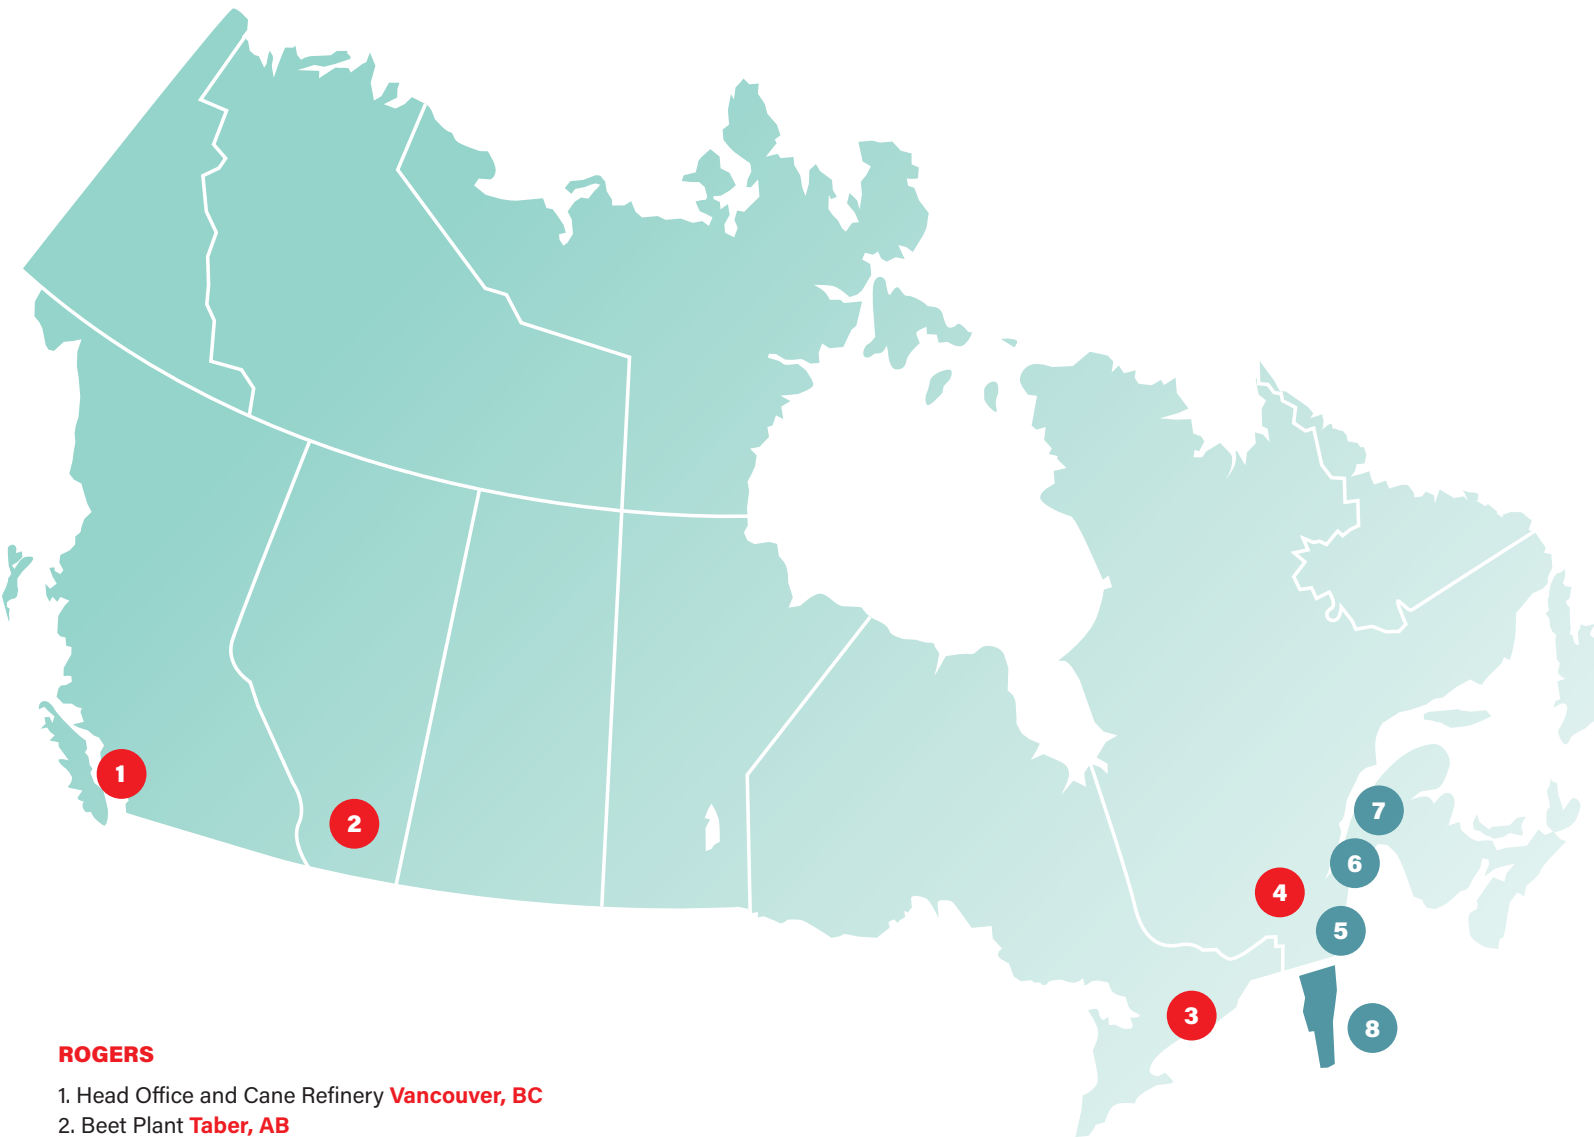 1
2
7
6
4
5
3
8
ROGERS
1. Head Office and Cane Refinery Vancouver, BC
2. Beet Plant Taber, AB